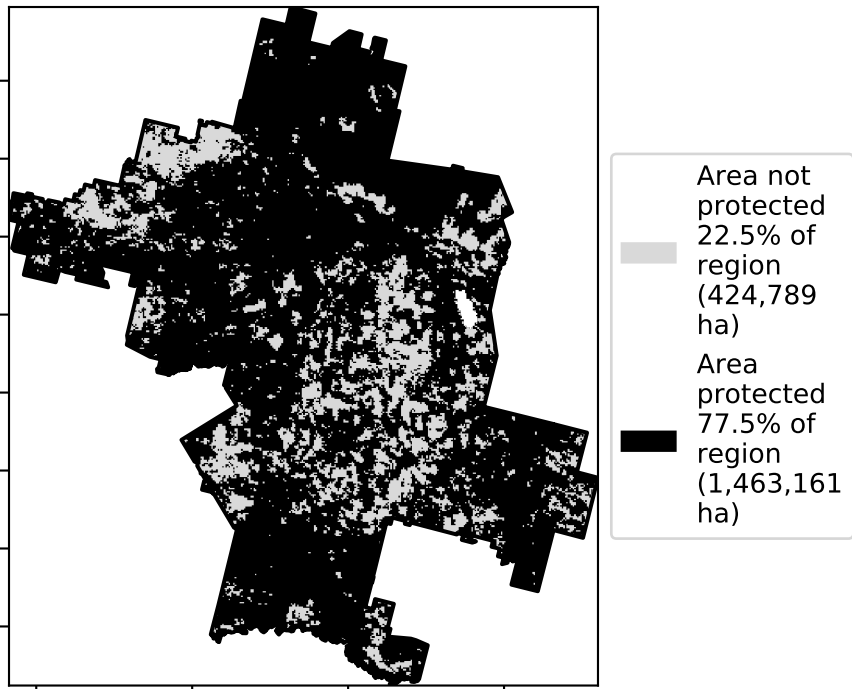 Area not
protected
22.5% of
region
(424,789
ha)
Area
protected
77.5% of
region
(1,463,161
ha)